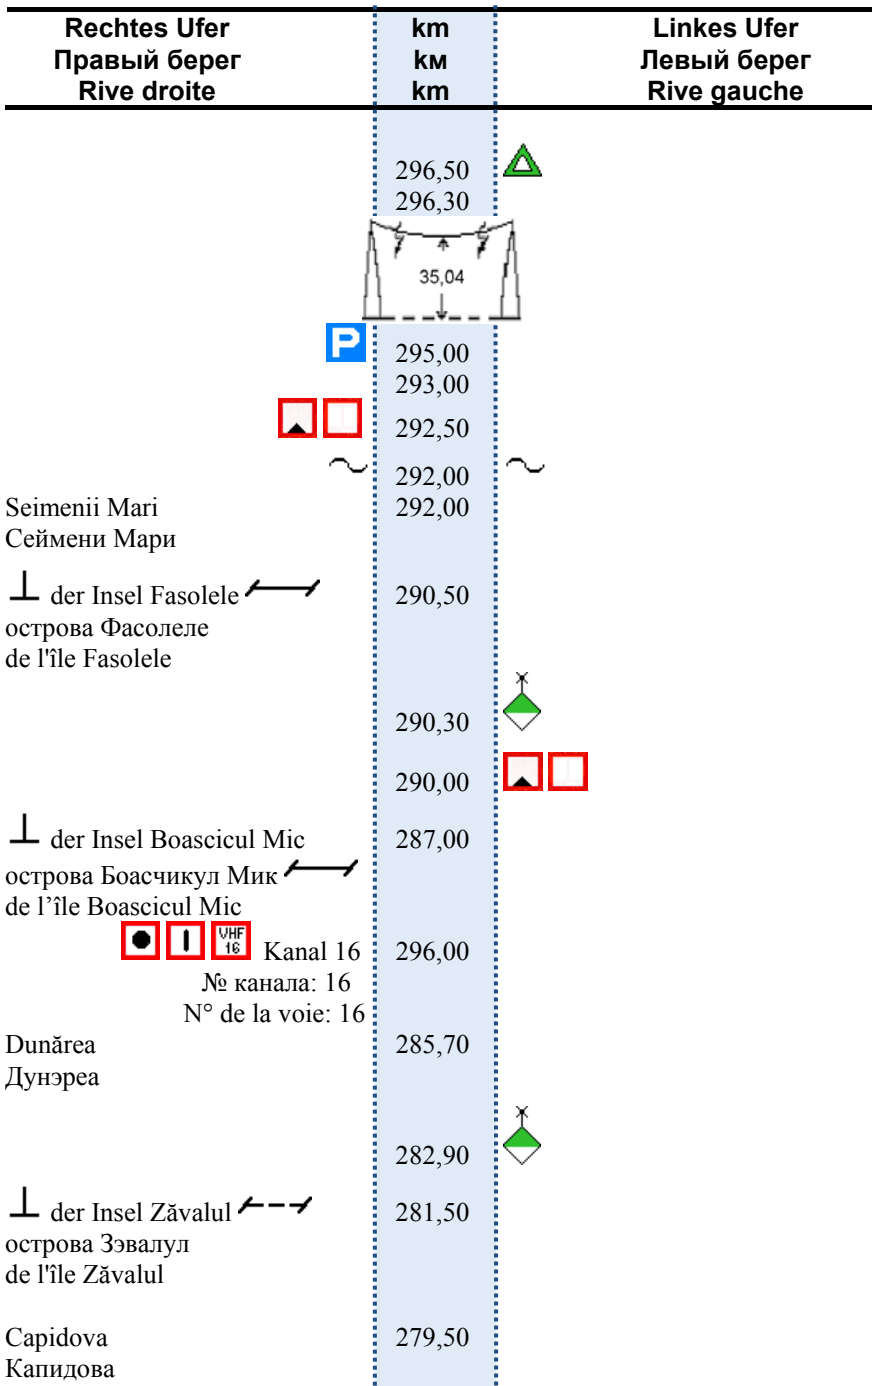 Rechtes Ufer km Linkes Ufer
Правый берег км Левый берег
Rive droite km Rive gauche
296,50
296,30
35,04
P 295,00
293,00
292,50
292,00
Seimenii Mari 292,00
Сеймени Мари
der Insel Fasolele 290,50
острова Фасолеле
de l'île Fasolele
290,30
290,00
der Insel Boascicul Mic 287,00
острова Боасчикул Мик
de l’île Boascicul Mic
VHF
16 Kanal 16 296,00
№ канала: 16
N° de la voie: 16
Dunărea 285,70
Дунэреа
282,90
der Insel Zăvalul 281,50
острова Зэвалул
de l'île Zăvalul
Capidova 279,50
Капидова